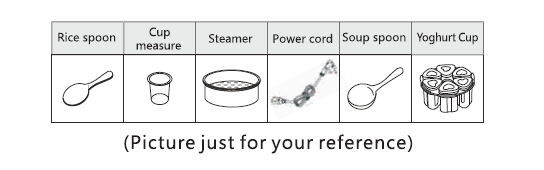 Rice spoon
Cup measure
Steamer
Power cord
Soup spoon
Yoghurt Cup
(Picture just for your reference)